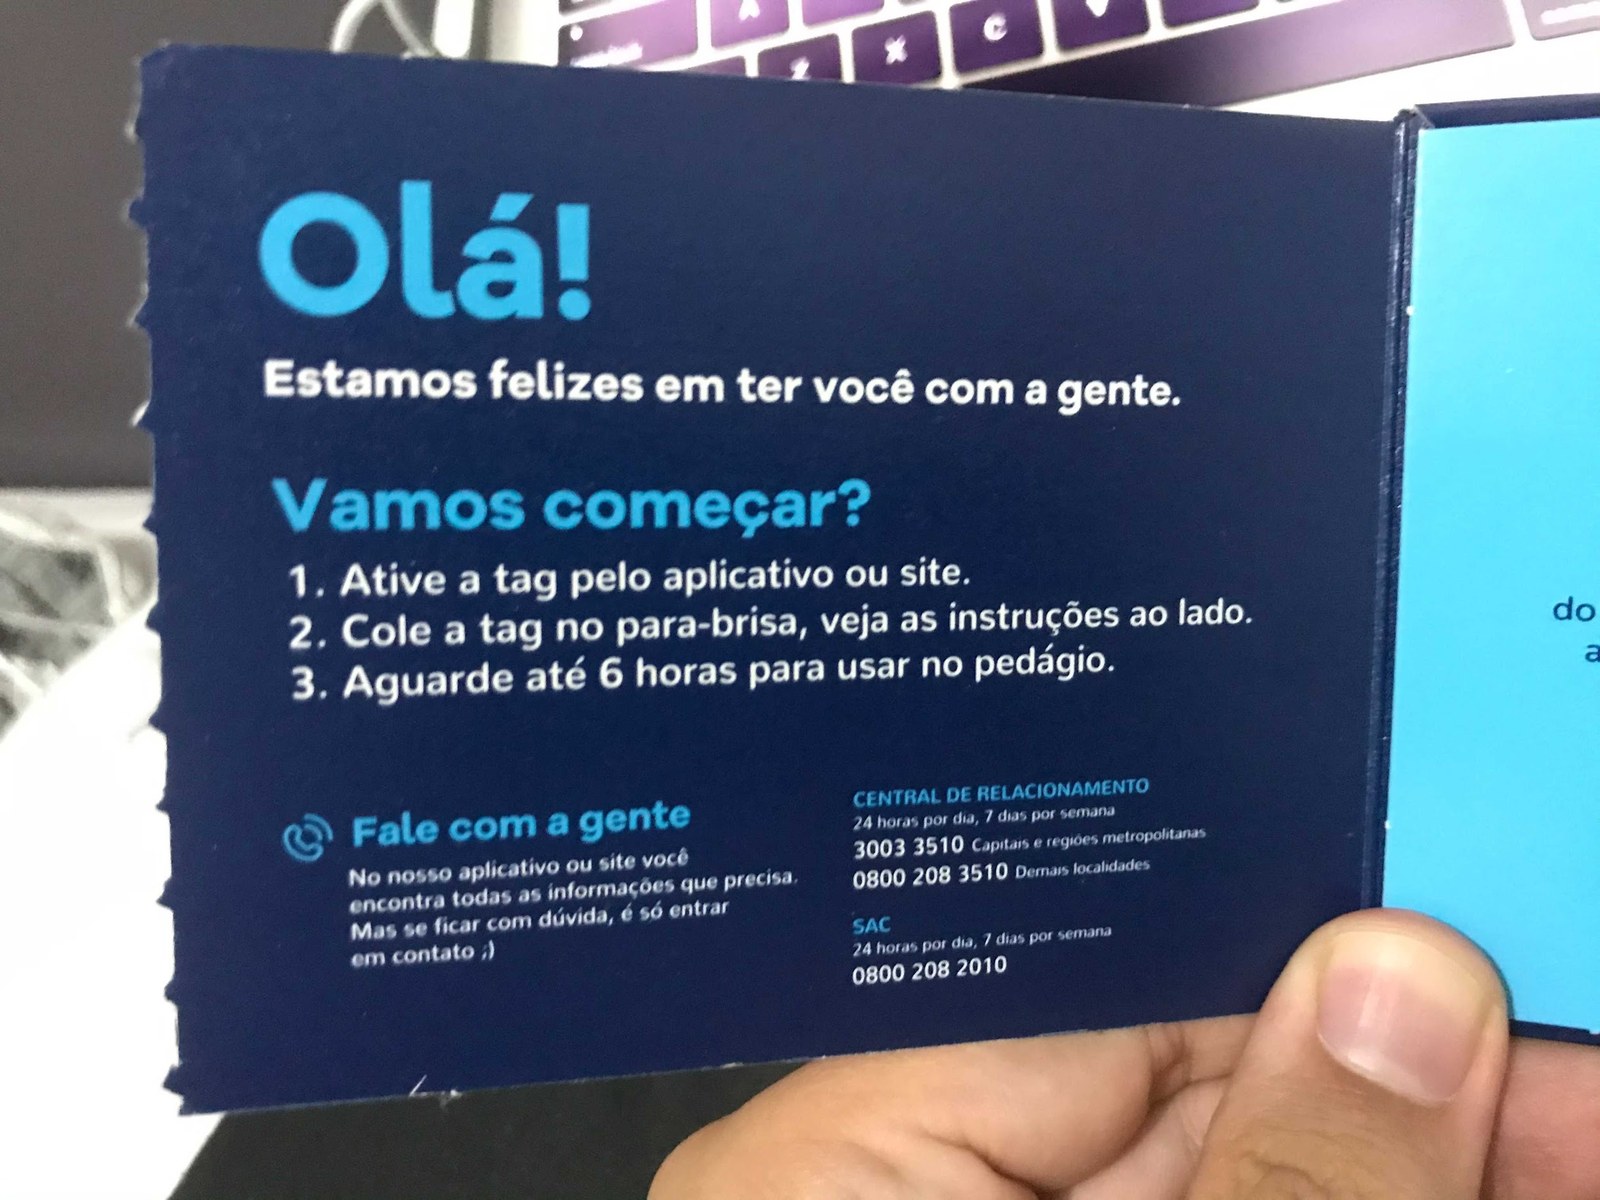 Olá!
Estamos felizes em ter você com a gente.
Vamos começar?
1. Ative a tag pelo aplicativo ou site.
2. Cole a tag no para-brisa, veja as instruções ao lado.
3. Aguarde até 6 horas para usar no pedágio.
Fale com a gente
No nosso aplicativo ou site você
encontra todas as informações que precisa.
Mas se ficar com dúvida, é só entrar
em contato ;)
CENTRAL DE RELACIONAMENTO
24 horas por dia, 7 dias por semana
3003 3510 Capitais e regiões metropolitanas
0800 208 3510 Demais localidades
SAC
24 horas por dia, 7 dias por semana
0800 208 2010
do
a
Z X C